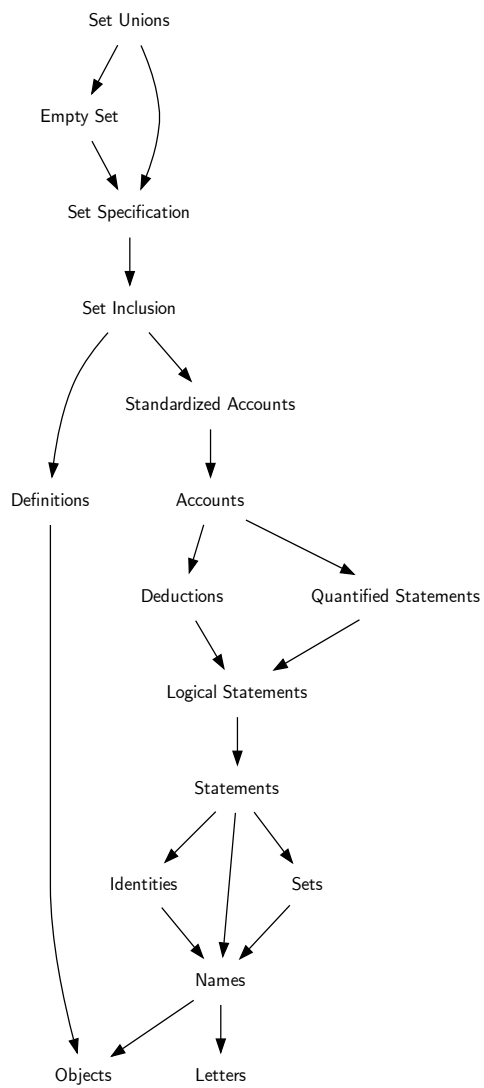 Set Unions
Empty Set
Set Specification
Set Inclusion
Standardized Accounts
Definitions
Accounts
Deductions
Quantified Statements
Logical Statements
Statements
Identities
Sets
Names
Objects
Letters